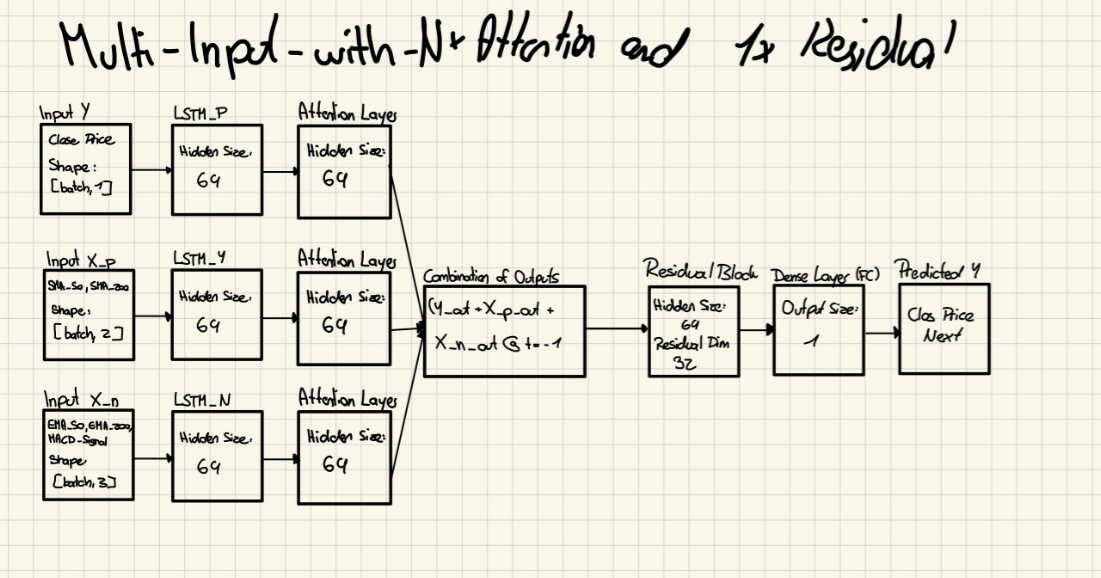 Multi-Input-with-Nx Attention and 1x Residual
Input Y
Close Price
Shape:
[batch, 1]
LSTM_P
Hidden Size:
64
Attention Layer
Hidden Size:
64
Input X_p
SMA_50, SMA_200
Shape:
[batch, 2]
LSTM_Y
Hidden Size:
64
Attention Layer
Hidden Size:
64
Input X_n
EMA_50, EMA_200,
MACD-Signal
Shape
[batch, 3]
LSTM_N
Hidden Size:
64
Attention Layer
Hidden Size:
64
Combination of Outputs
(Y_out + X_p_out +
X_n_out @ t=-1
Residual Block
Hidden Size:
64
Residual Dim
32
Dense Layer (FC)
Output Size:
1
Predicted Y
Clos Price
Next